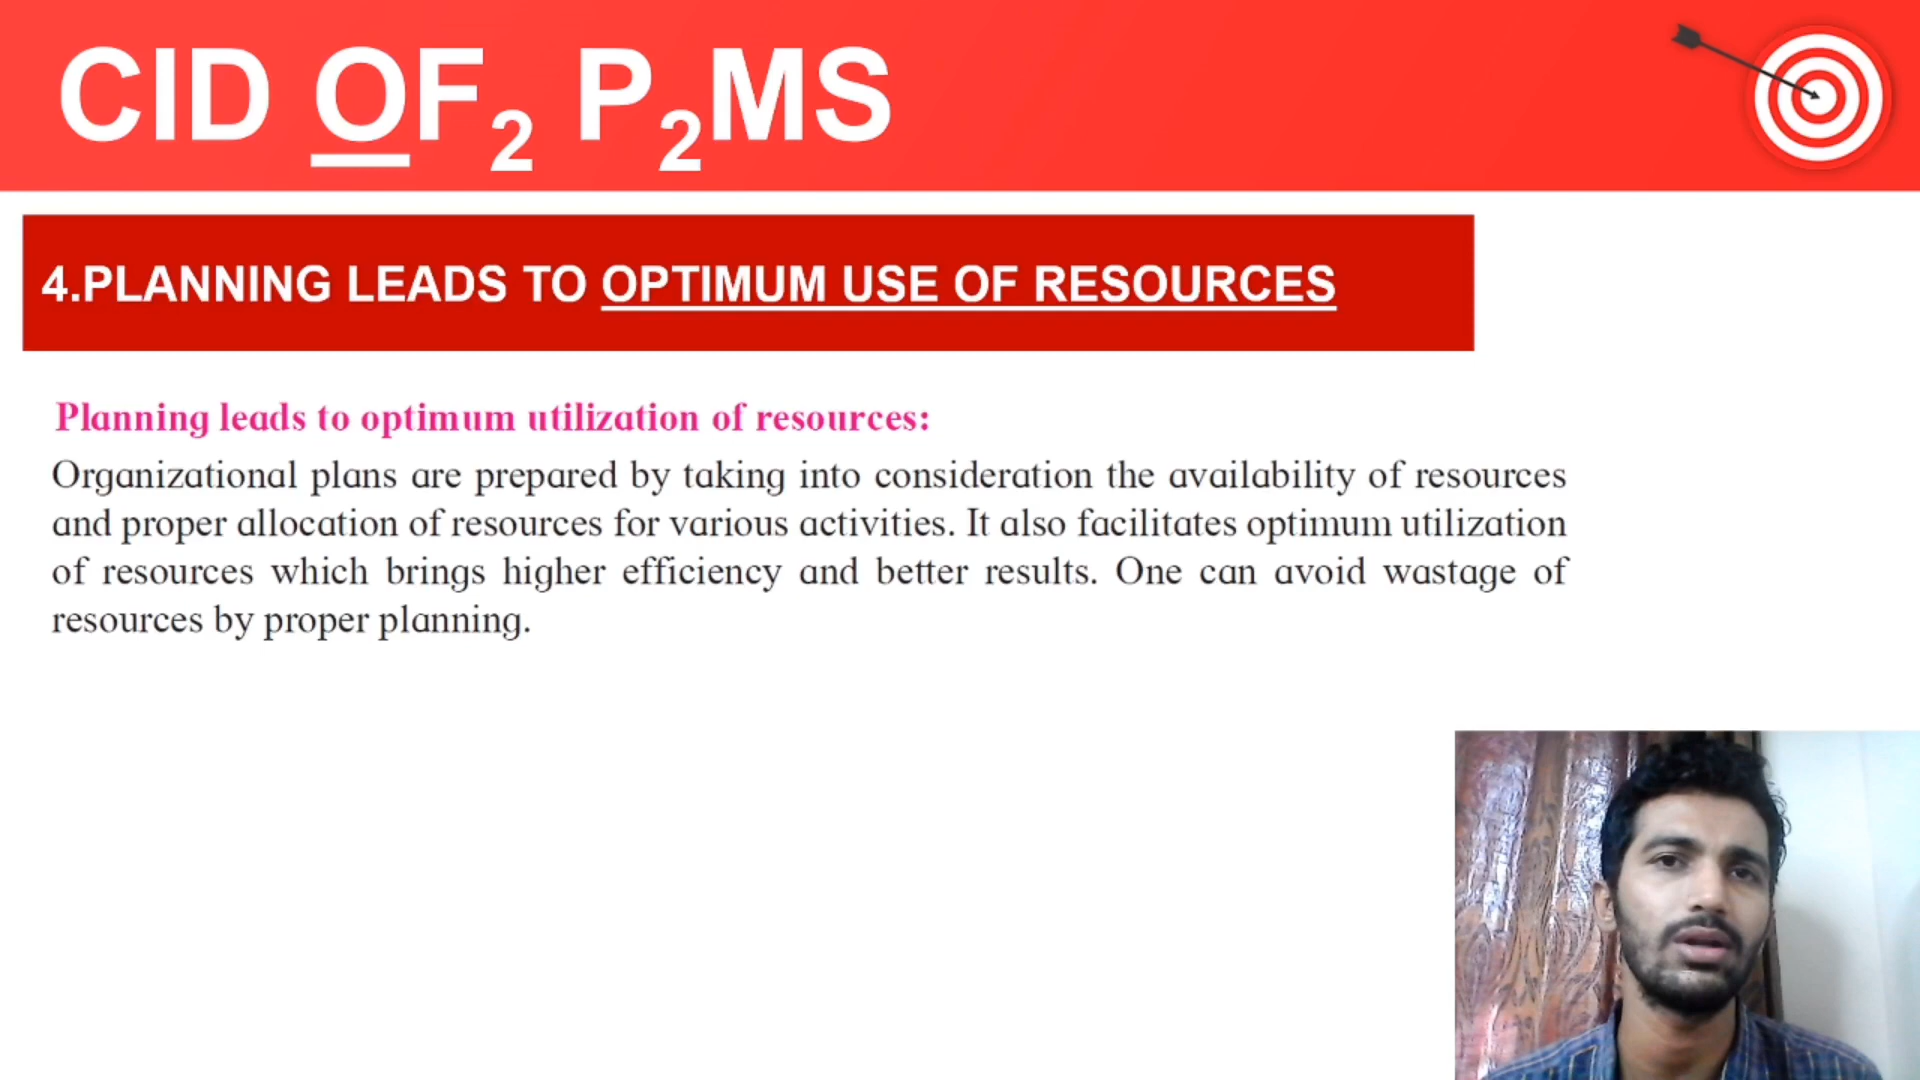 CID OF₂ P₂MS
4.PLANNING LEADS TO OPTIMUM USE OF RESOURCES
Planning leads to optimum utilization of resources:
Organizational plans are prepared by taking into consideration the availability of resources
and proper allocation of resources for various activities. It also facilitates optimum utilization
of resources which brings higher efficiency and better results. One can avoid wastage of
resources by proper planning.